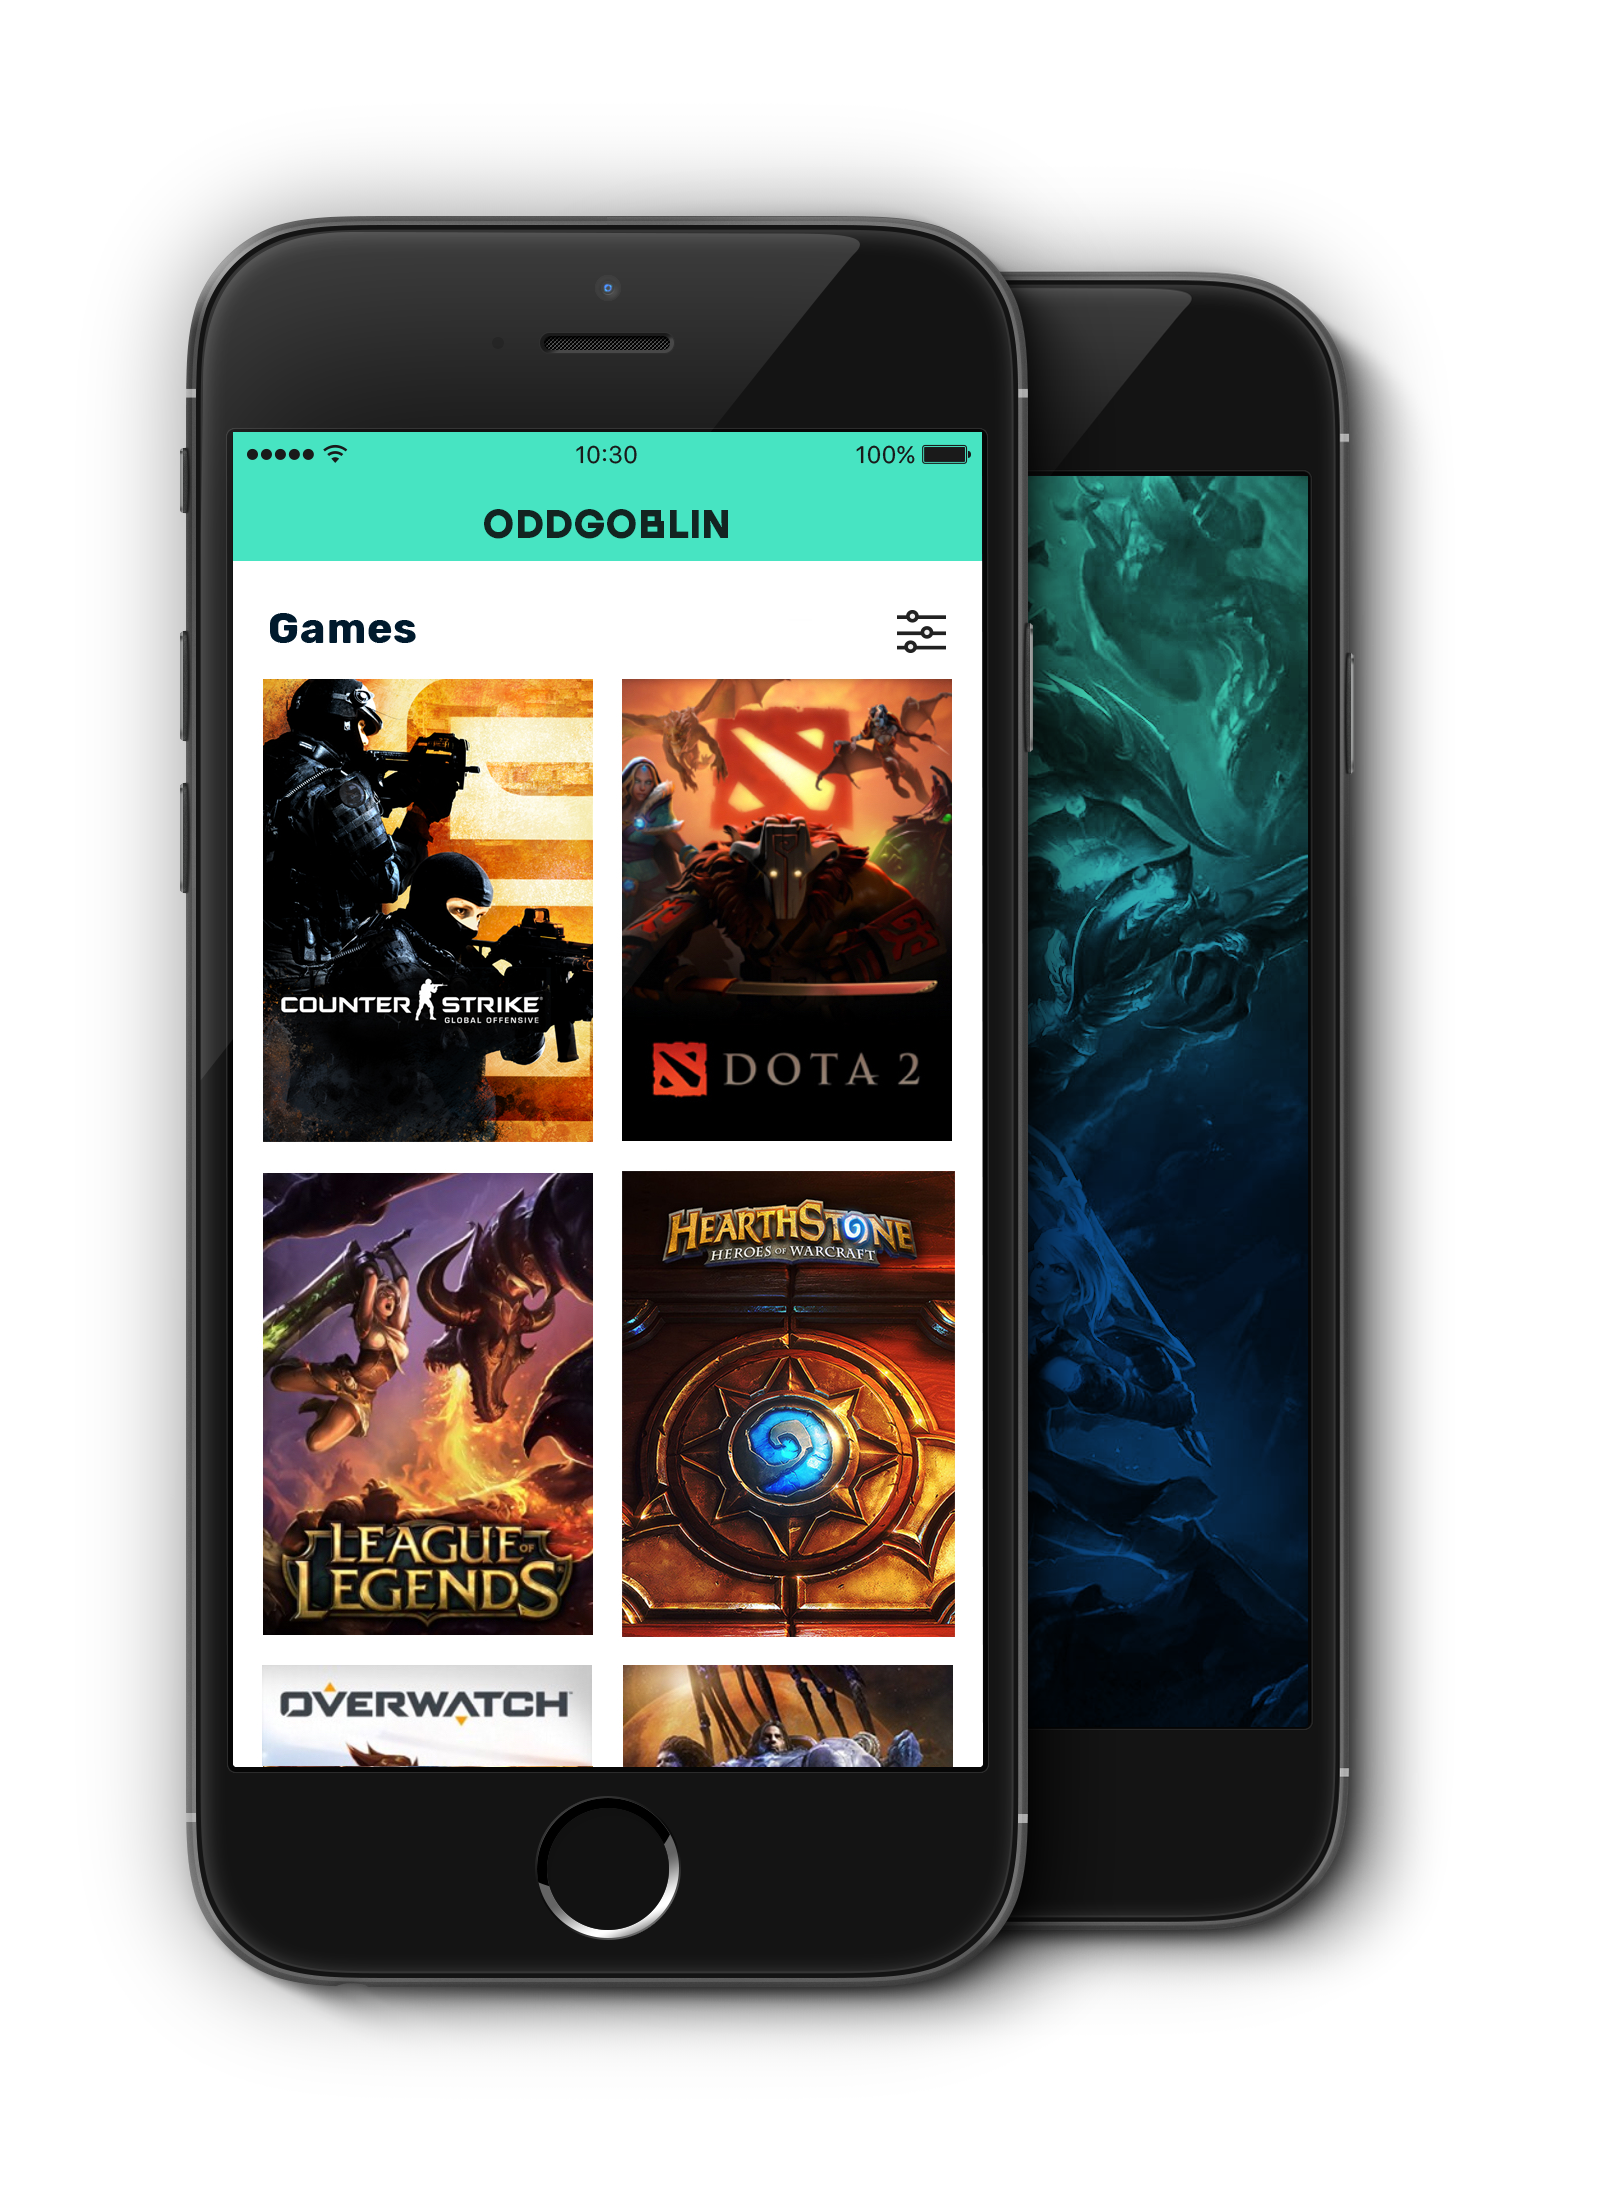 10:30
100%
ODDGOBLIN
Games
COUNTER STRIKE
GLOBAL OFFENSIVE
DOTA 2
LEAGUE OF
LEGENDS
HEARTHSTONE
HEROES OF WARCRAFT
OVERWATCH